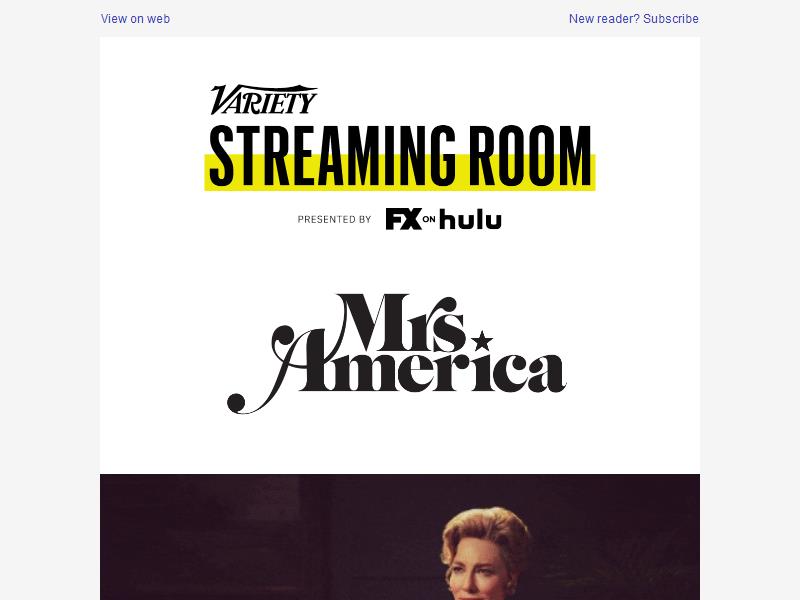 View on web
New reader? Subscribe
VARIETY
STREAMING ROOM
PRESENTED BY FX ON hulu
Mrs.
America